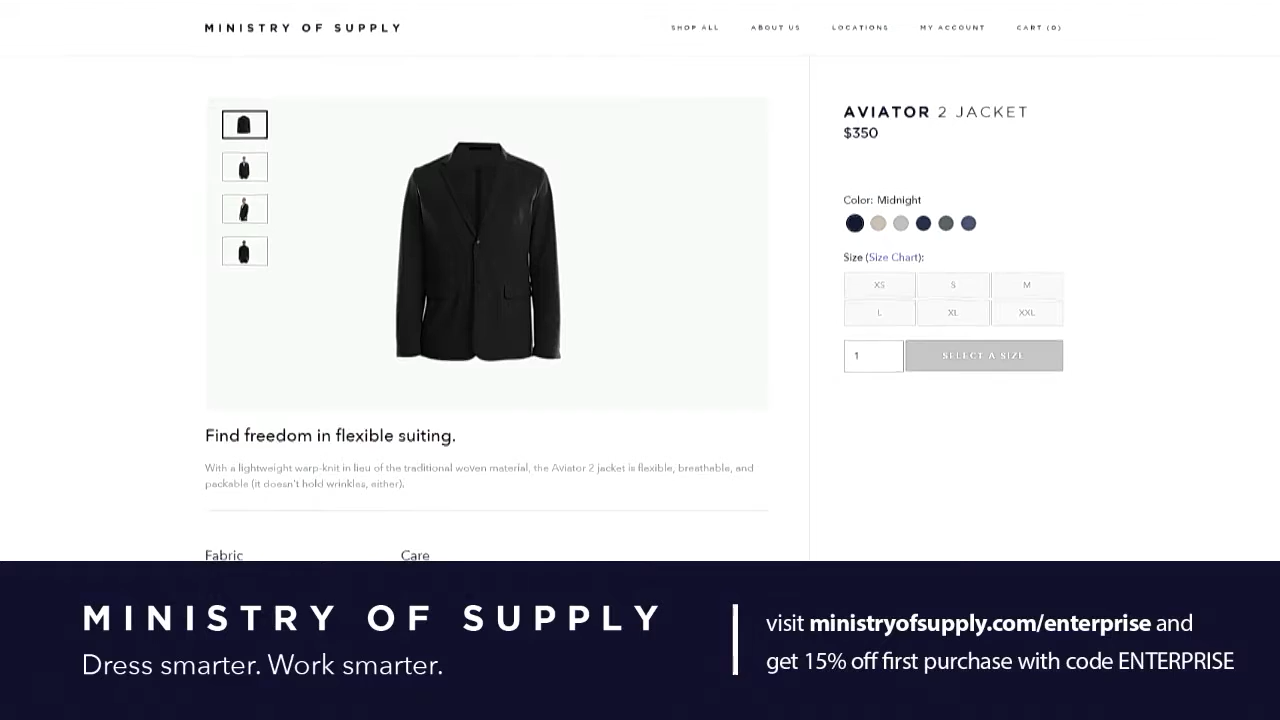 MINISTRY OF SUPPLY
SHOP ALL ABOUT US LOCATIONS MY ACCOUNT CART (0)
AVIATOR 2 JACKET
$350
Color: Midnight
Size (Size Chart):
XS S M
L XL XXL
1 SELECT A SIZE
Find freedom in flexible suiting.
With a lightweight warp-knit in lieu of the traditional woven material, the Aviator 2 jacket is flexible, breathable, and
packable (it doesn't hold wrinkles, either).
Fabric Care
MINISTRY OF SUPPLY
Dress smarter. Work smarter.
visit ministryofsupply.com/enterprise and
get 15% off first purchase with code ENTERPRISE